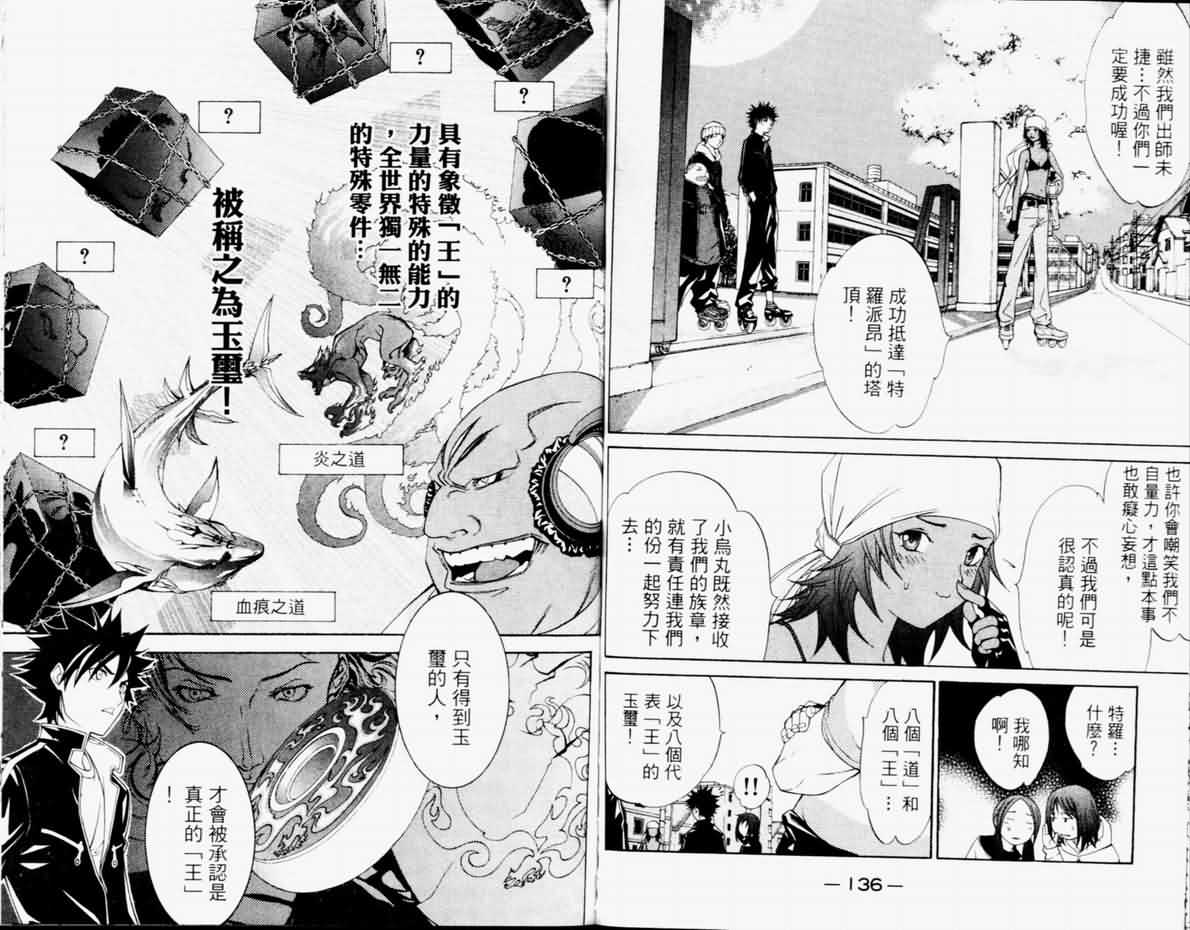 雖然我們出師未
捷…不過你們一
定要成功喔！
成功抵達「特
羅派昂」的塔
頂！
也許你會嘲笑我們不
自量力，才這點本事
也敢癡心妄想，
不過我們可是
很認真的呢！
小烏丸既然接收
了我們的族章，
就有責任連我們
的份一起努力下
去…
特羅…
什麼？
我哪知
啊！
八個「道」和
八個「王」…
!!
以及八個代
表「王」的
玉璽！
－136－
?
?
?
?
?
?
具有象徵「王」的
力量的特殊的能力
，全世界獨一無二
的特殊零件…
被稱之為玉璽！
炎之道
血痕之道
只有得到玉
璽的人，
才會被承認是
真正的「王」
！